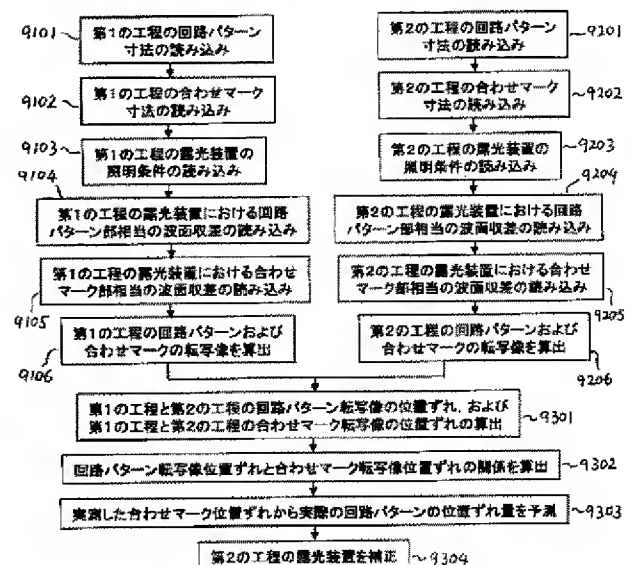 9101
第1の工程の回路パターン
寸法の読み込み
9102
第1の工程の合わせマーク
寸法の読み込み
9103
第1の工程の露光装置の
照明条件の読み込み
9104
第1の工程の露光装置における回路
パターン部相当の波面収差の読み込み
第1の工程の露光装置における合わせ
マーク部相当の波面収差の読み込み
9105
第1の工程の回路パターンおよび
合わせマークの転写像を算出
9106
第2の工程の回路パターン
寸法の読み込み
9201
第2の工程の合わせマーク
寸法の読み込み
9202
第2の工程の露光装置の
照明条件の読み込み
9203
9204
第2の工程の露光装置における回路
パターン部相当の波面収差の読み込み
第2の工程の露光装置における合わせ
マーク部相当の波面収差の読み込み
9205
第2の工程の回路パターンおよび
合わせマークの転写像を算出
9206
第1の工程と第2の工程の回路パターン転写像の位置ずれ、および
第1の工程と第2の工程の合わせマーク転写像の位置ずれの算出
9301
回路パターン転写像位置ずれと合わせマーク転写像位置ずれの関係を算出
9302
実測した合わせマーク位置ずれから実際の回路パターンの位置ずれ量を予測
9303
第2の工程の露光装置を補正
9304